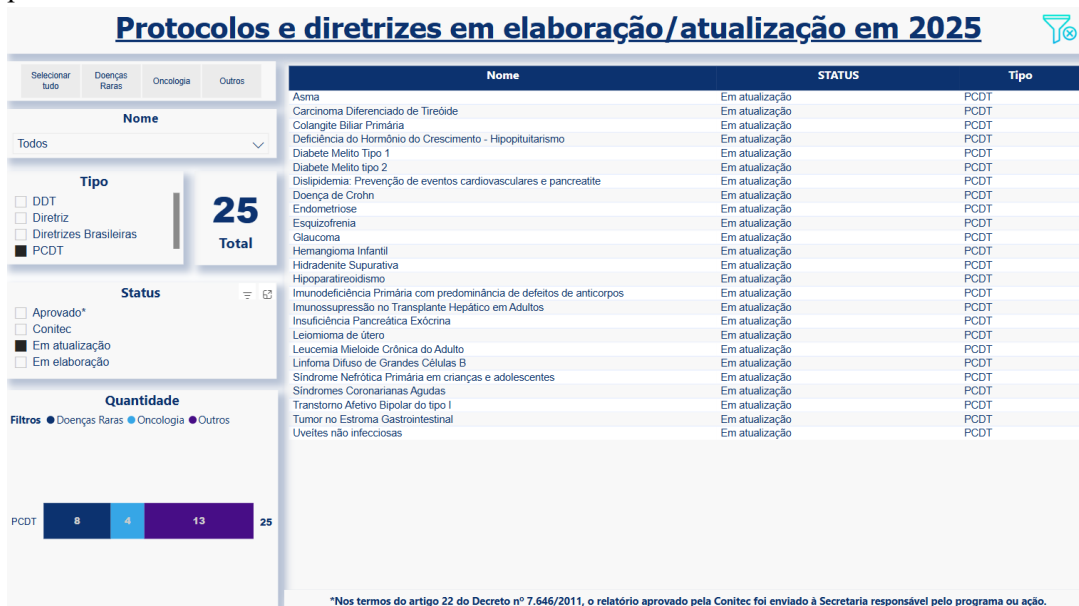 Protocolos e diretrizes em elaboração/atualização em 2025
Selecionar tudo
Doenças Raras
Oncologia
Outros
Nome
Todos
Tipo
DDT
Diretriz
Diretrizes Brasileiras
PCDT
25
Total
Status
Aprovado*
Conitec
Em atualização
Em elaboração
Quantidade
Filtros Doenças Raras Oncologia Outros
PCDT 8 4 13 25
Nome STATUS Tipo
Asma Em atualização PCDT
Carcinoma Diferenciado de Tireóide Em atualização PCDT
Colangite Biliar Primária Em atualização PCDT
Deficiência do Hormônio do Crescimento - Hipopituitarismo Em atualização PCDT
Diabete Melito Tipo 1 Em atualização PCDT
Diabete Melito tipo 2 Em atualização PCDT
Dislipidemia: Prevenção de eventos cardiovasculares e pancreatite Em atualização PCDT
Doença de Crohn Em atualização PCDT
Endometriose Em atualização PCDT
Esquizofrenia Em atualização PCDT
Glaucoma Em atualização PCDT
Hemangioma Infantil Em atualização PCDT
Hidradenite Supurativa Em atualização PCDT
Hipoparatireoidismo Em atualização PCDT
Imunodeficiência Primária com predominância de defeitos de anticorpos Em atualização PCDT
Imunossupressão no Transplante Hepático em Adultos Em atualização PCDT
Insuficiência Pancreática Exócrina Em atualização PCDT
Leiomioma de útero Em atualização PCDT
Leucemia Mieloide Crônica do Adulto Em atualização PCDT
Linfoma Difuso de Grandes Células B Em atualização PCDT
Síndrome Nefrótica Primária em crianças e adolescentes Em atualização PCDT
Síndromes Coronarianas Agudas Em atualização PCDT
Transtorno Afetivo Bipolar do tipo I Em atualização PCDT
Tumor no Estroma Gastrointestinal Em atualização PCDT
Uveítes não infecciosas Em atualização PCDT
*Nos termos do artigo 22 do Decreto nº 7.646/2011, o relatório aprovado pela Conitec foi enviado à Secretaria responsável pelo programa ou ação.